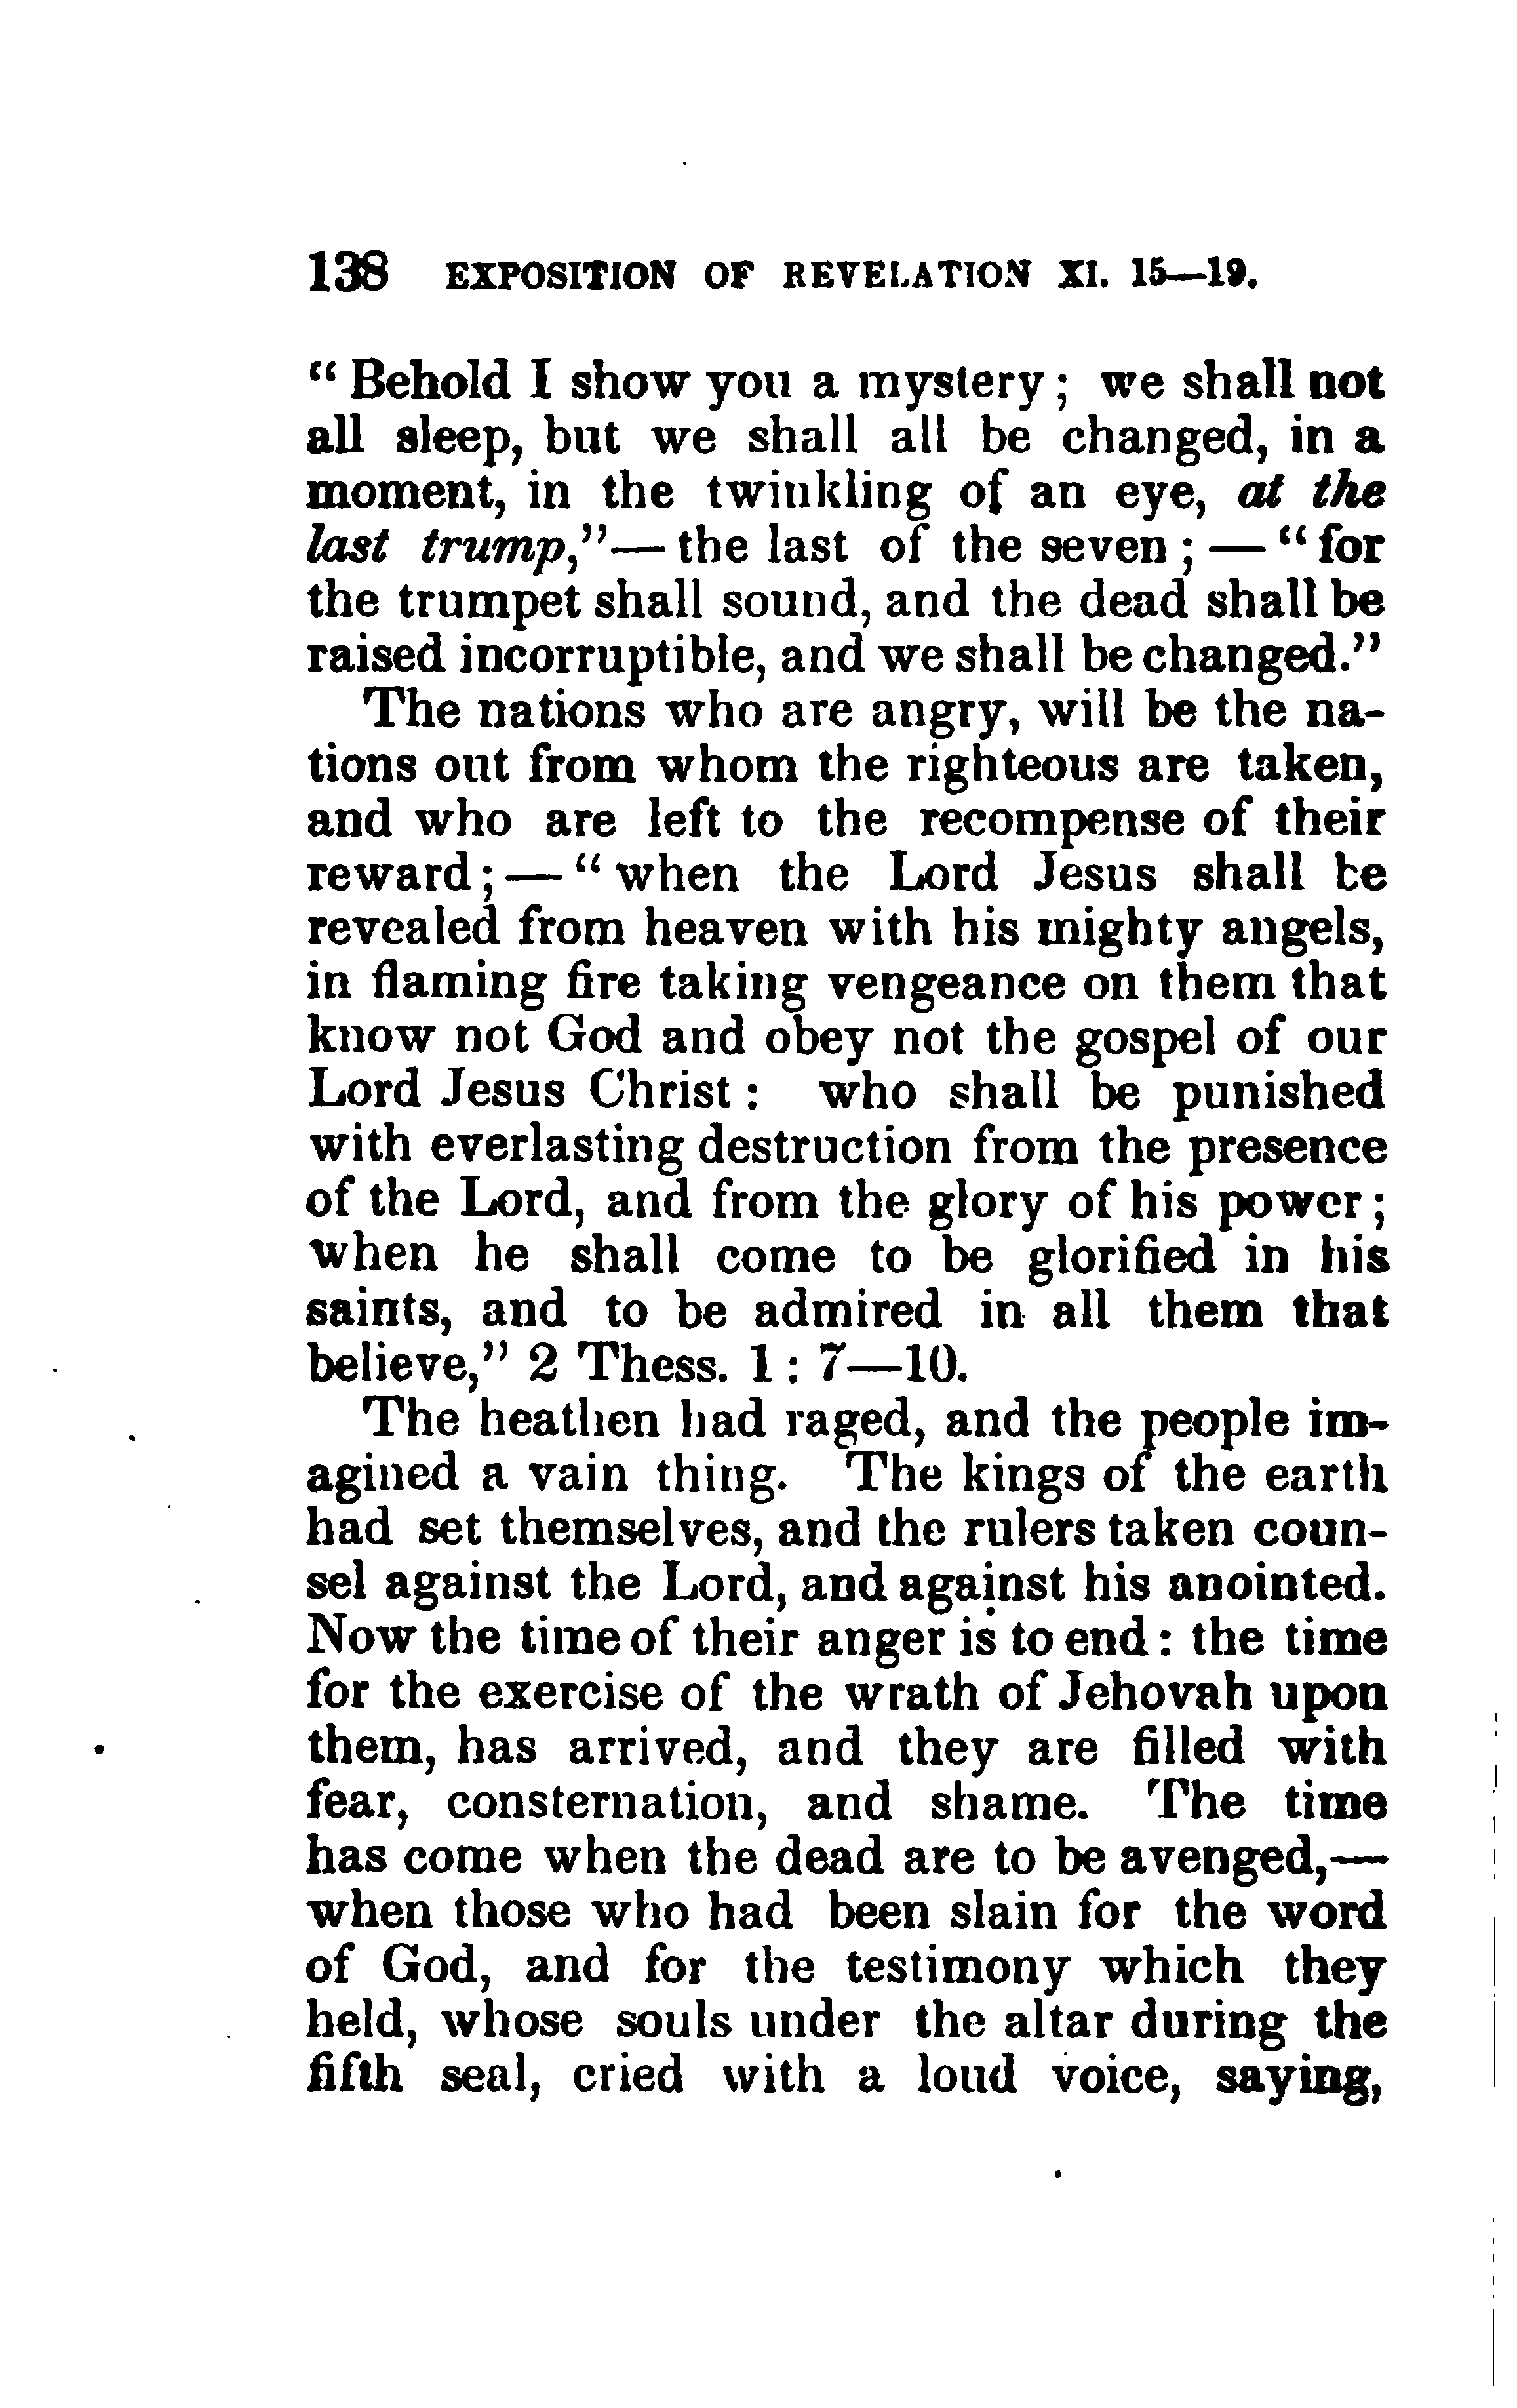 138 EXPOSITION OF REVELATION XI. 15—19.
“ Behold I show you a mystery ; we shall not
all sleep, but we shall all be changed, in a
moment, in the twinkling of an eye, at the
last trump,”— the last of the seven ; — “ for
the trumpet shall sound, and the dead shall be
raised incorruptible, and we shall be changed.”
The nations who are angry, will be the na-
tions out from whom the righteous are taken,
and who are left to the recompense of their
reward ; — “ when the Lord Jesus shall be
revealed from heaven with his mighty angels,
in flaming fire taking vengeance on them that
know not God and obey not the gospel of our
Lord Jesus Christ : who shall be punished
with everlasting destruction from the presence
of the Lord, and from the glory of his power ;
when he shall come to be glorified in his
saints, and to be admired in all them that
believe,” 2 Thess. 1 : 7—10.
The heathen had raged, and the people im-
agined a vain thing. The kings of the earth
had set themselves, and the rulers taken coun-
sel against the Lord, and against his anointed.
Now the time of their anger is to end : the time
for the exercise of the wrath of Jehovah upon
them, has arrived, and they are filled with
fear, consternation, and shame. The time
has come when the dead are to be avenged,—
when those who had been slain for the word
of God, and for the testimony which they
held, whose souls under the altar during the
fifth seal, cried with a loud voice, saying,